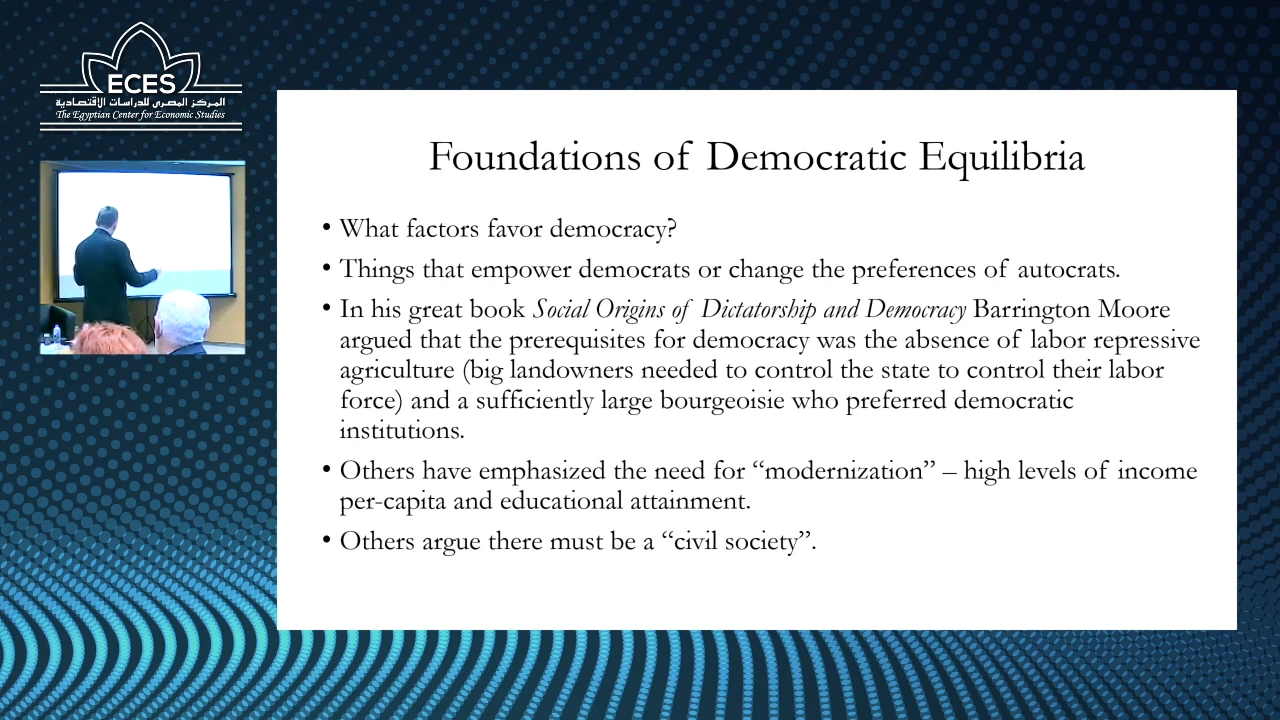 ECES
المركز المصرى للدراسات الاقتصادية
The Egyptian Center for Economic Studies
Foundations of Democratic Equilibria
• What factors favor democracy?
• Things that empower democrats or change the preferences of autocrats.
• In his great book Social Origins of Dictatorship and Democracy Barrington Moore
argued that the prerequisites for democracy was the absence of labor repressive
agriculture (big landowners needed to control the state to control their labor
force) and a sufficiently large bourgeoisie who preferred democratic
institutions.
• Others have emphasized the need for “modernization” – high levels of income
per-capita and educational attainment.
• Others argue there must be a “civil society”.